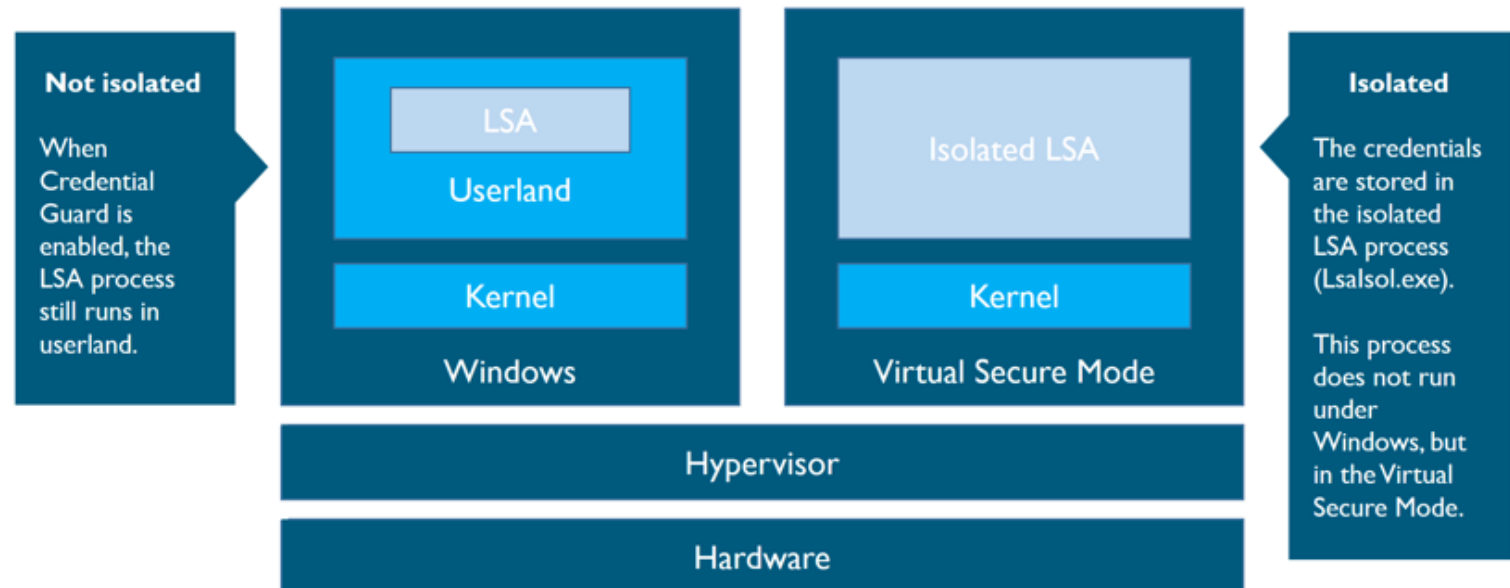 Not isolated
When
Credential
Guard is
enabled, the
LSA process
still runs in
userland.
LSA
Userland
Kernel
Windows
Isolated LSA
Kernel
Virtual Secure Mode
Hypervisor
Hardware
Isolated
The credentials
are stored in
the isolated
LSA process
(LsaIsol.exe).
This process
does not run
under
Windows, but
in the Virtual
Secure Mode.